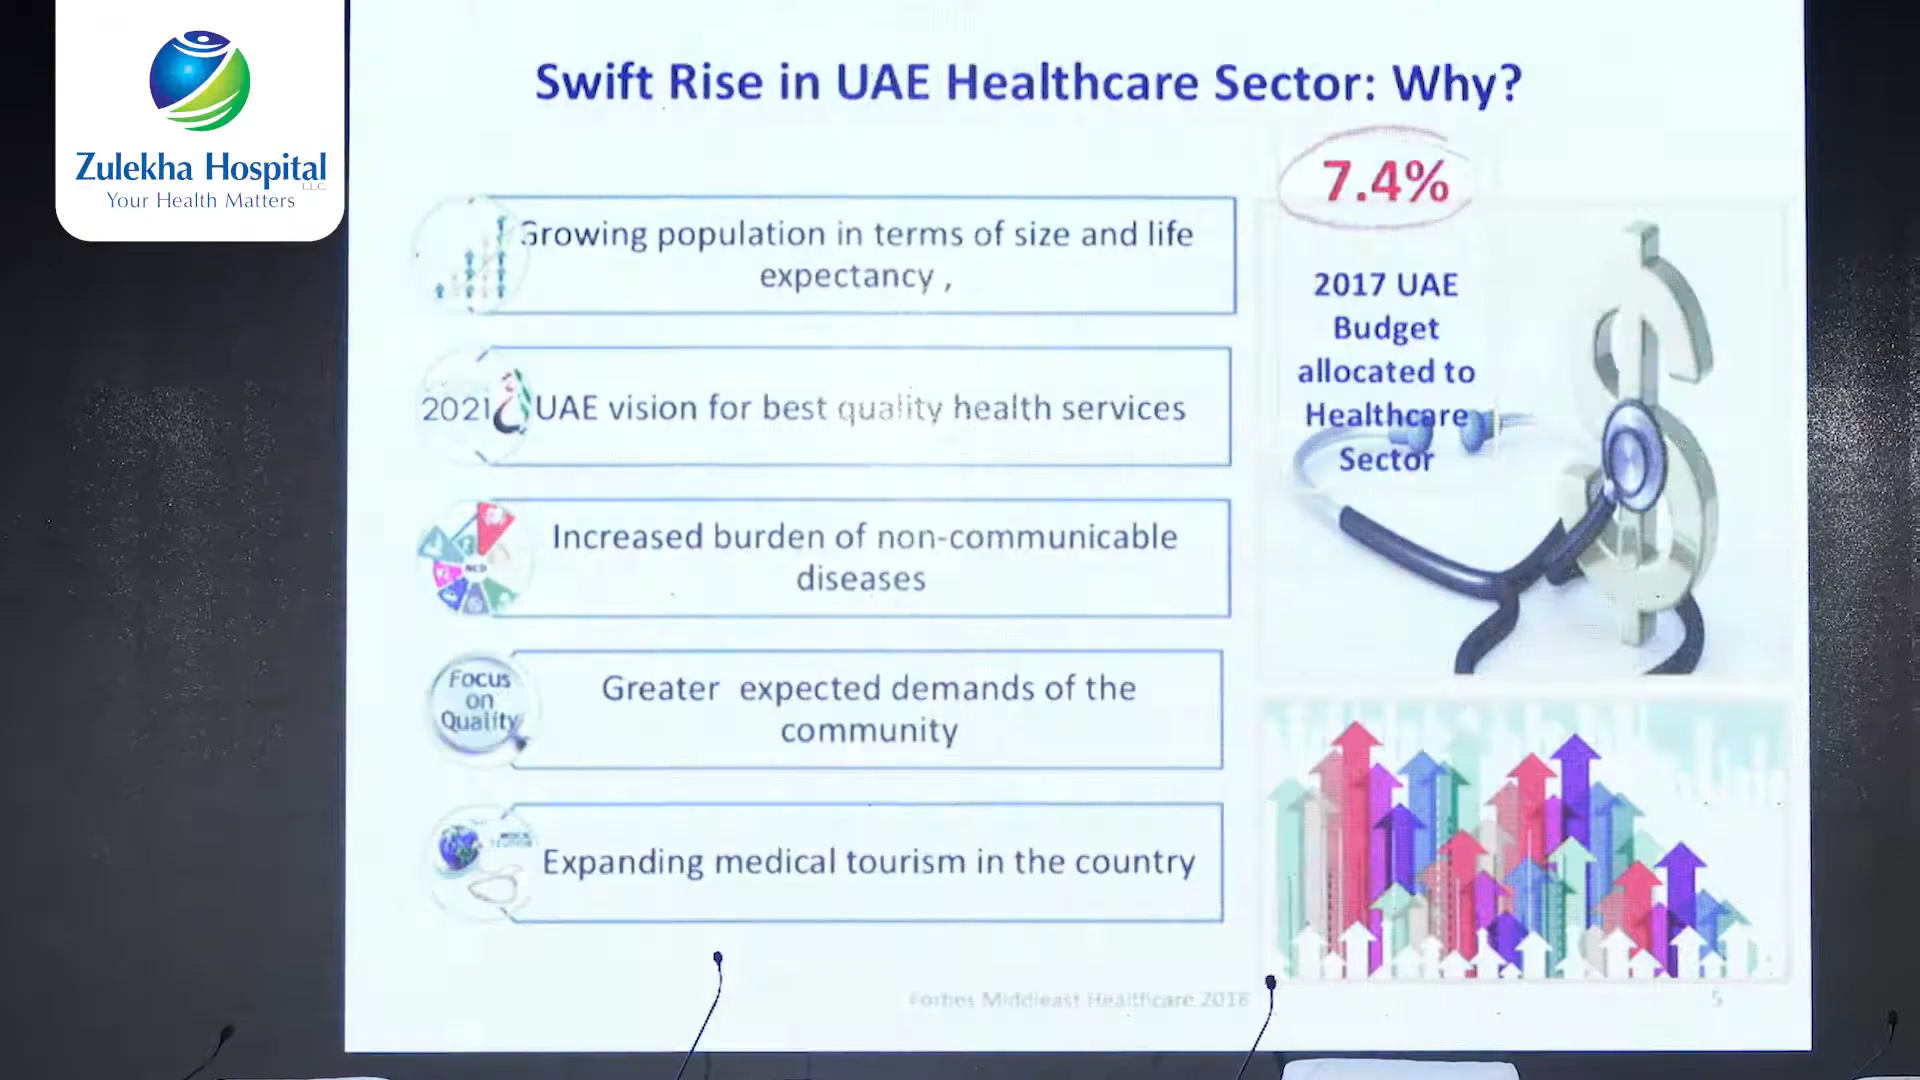 Zulekha Hospital
L.L.C.
Your Health Matters
Swift Rise in UAE Healthcare Sector: Why?
7.4%
2017 UAE
Budget
allocated to
Healthcare
Sector
Growing population in terms of size and life
expectancy ,
2021
UAE vision for best quality health services
NCD
Increased burden of non-communicable
diseases
Focus
on
Quality
Greater expected demands of the
community
Expanding medical tourism in the country
Forbes Middleast Healthcare 2018
5